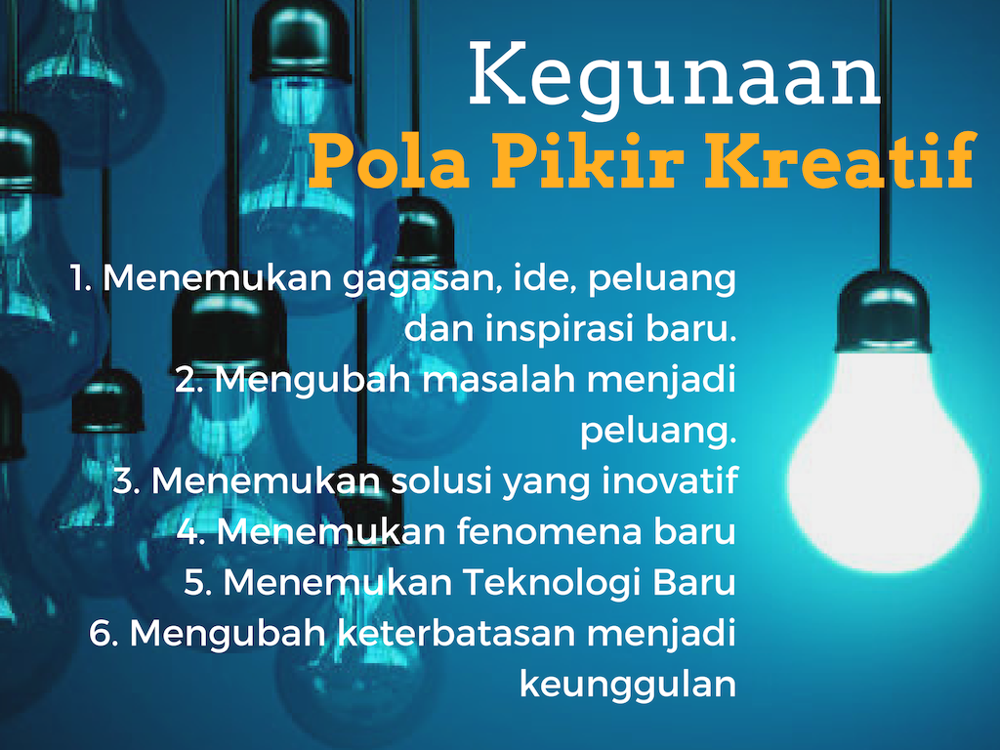 Kegunaan
Pola Pikir Kreatif
1. Menemukan gagasan, ide, peluang
dan inspirasi baru.
2. Mengubah masalah menjadi
peluang.
3. Menemukan solusi yang inovatif
4. Menemukan fenomena baru
5. Menemukan Teknologi Baru
6. Mengubah keterbatasan menjadi
keunggulan